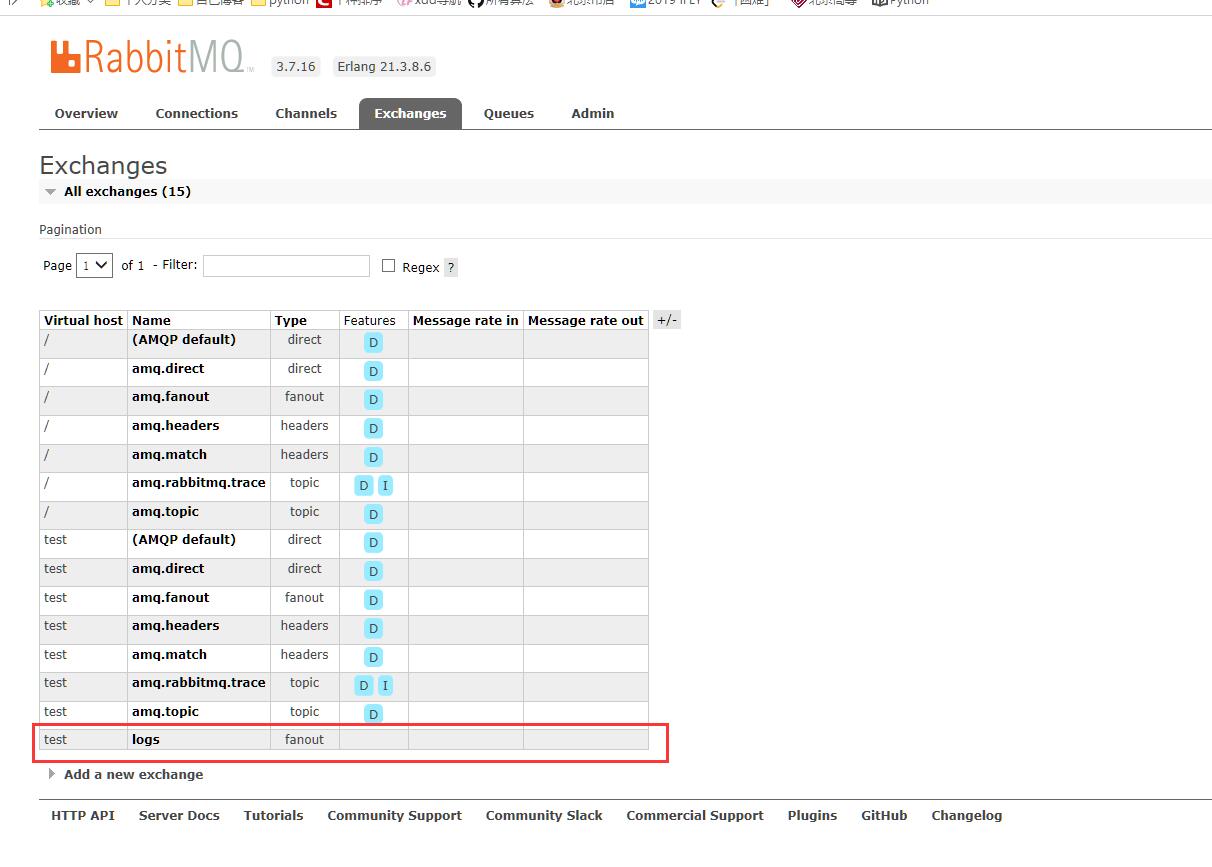 python
2019 iFLY
Python
RabbitMQ TM 3.7.16 Erlang 21.3.8.6
Overview Connections Channels Exchanges Queues Admin
Exchanges
All exchanges (15)
Pagination
Page 1 of 1 - Filter: Regex ?
Virtual host Name Type Features Message rate in Message rate out +/-
/ (AMQP default) direct D
/ amq.direct direct D
/ amq.fanout fanout D
/ amq.headers headers D
/ amq.match headers D
/ amq.rabbitmq.trace topic D I
/ amq.topic topic D
test (AMQP default) direct D
test amq.direct direct D
test amq.fanout fanout D
test amq.headers headers D
test amq.match headers D
test amq.rabbitmq.trace topic D I
test amq.topic topic D
test logs fanout
Add a new exchange
HTTP API Server Docs Tutorials Community Support Community Slack Commercial Support Plugins GitHub Changelog